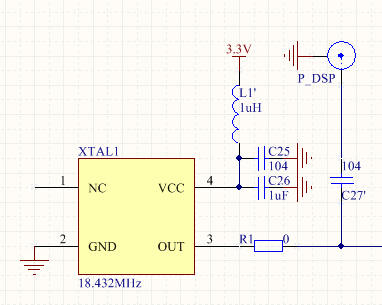 3.3V
P_DSP
L1'
1uH
XTAL1
C25
104
104
1 NC VCC 4
C26
1uF
C27'
2 GND OUT 3
R1 0
18.432MHz